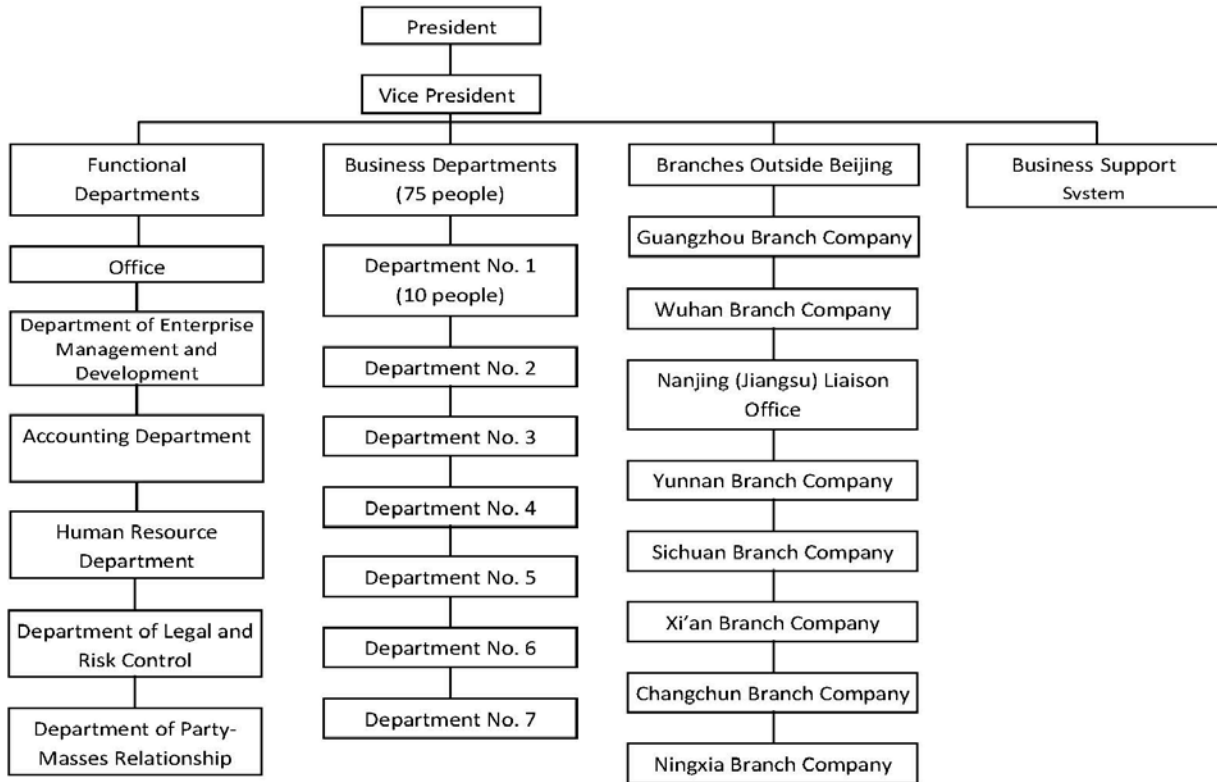 President
Vice President
Functional
Departments
Office
Department of Enterprise
Management and
Development
Accounting Department
Human Resource
Department
Department of Legal and
Risk Control
Department of Party-
Masses Relationship
Business Departments
(75 people)
Department No. 1
(10 people)
Department No. 2
Department No. 3
Department No. 4
Department No. 5
Department No. 6
Department No. 7
Branches Outside Beijing
Guangzhou Branch Company
Wuhan Branch Company
Nanjing (Jiangsu) Liaison
Office
Yunnan Branch Company
Sichuan Branch Company
Xi’an Branch Company
Changchun Branch Company
Ningxia Branch Company
Business Support
System